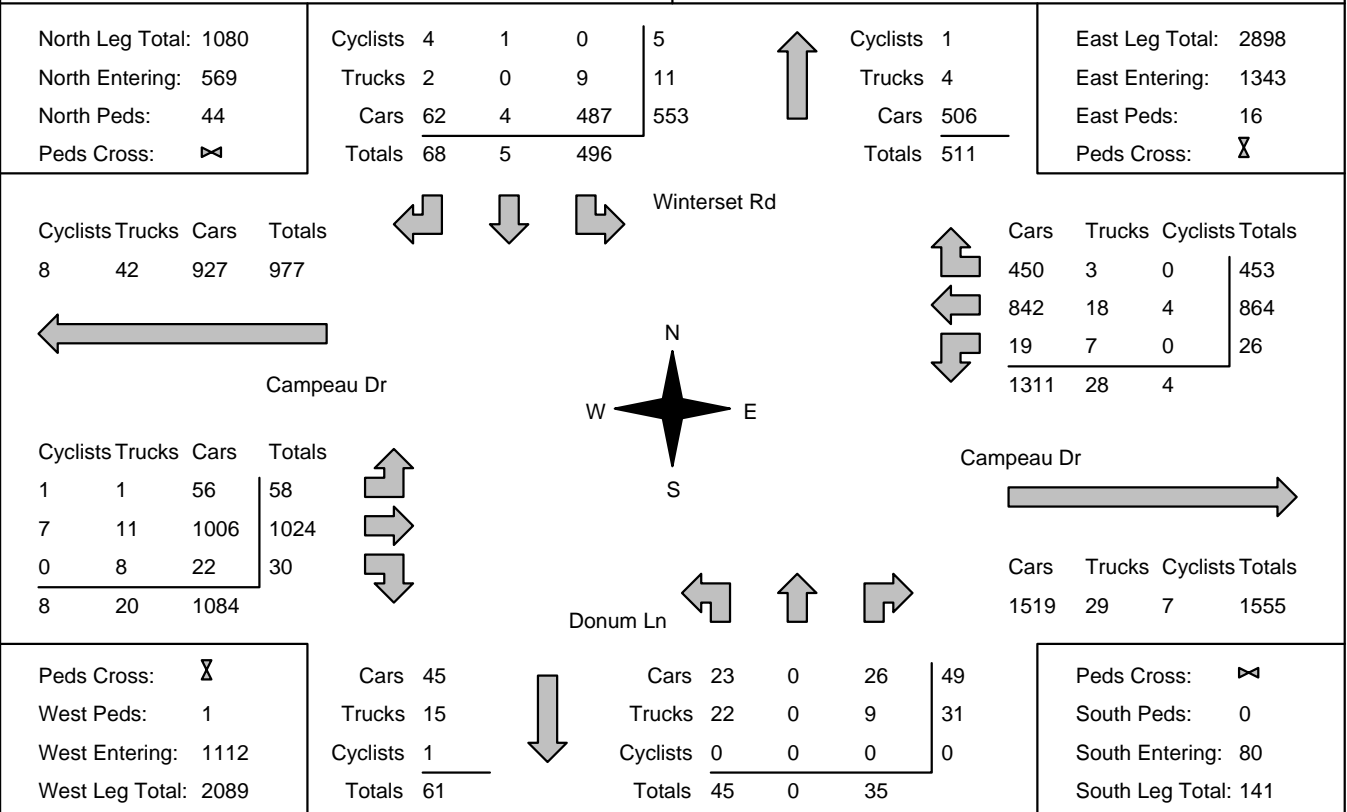 North Leg Total: 1080
North Entering: 569
North Peds: 44
Peds Cross:
Cyclists 4 1 0 5
Trucks 2 0 9 11
Cars 62 4 487 553
Totals 68 5 496
Cyclists 1
Trucks 4
Cars 506
Totals 511
East Leg Total: 2898
East Entering: 1343
East Peds: 16
Peds Cross:
Winterset Rd
Cyclists Trucks Cars Totals
8 42 927 977
Cars Trucks Cyclists Totals
450 3 0 453
842 18 4 864
19 7 0 26
1311 28 4
Campeau Dr
N
W E
S
Cyclists Trucks Cars Totals
1 1 56 58
7 11 1006 1024
0 8 22 30
8 20 1084
Campeau Dr
Cars Trucks Cyclists Totals
1519 29 7 1555
Donum Ln
Peds Cross:
West Peds: 1
West Entering: 1112
West Leg Total: 2089
Cars 45
Trucks 15
Cyclists 1
Totals 61
Cars 23 0 26 49
Trucks 22 0 9 31
Cyclists 0 0 0 0
Totals 45 0 35
Peds Cross:
South Peds: 0
South Entering: 80
South Leg Total: 141